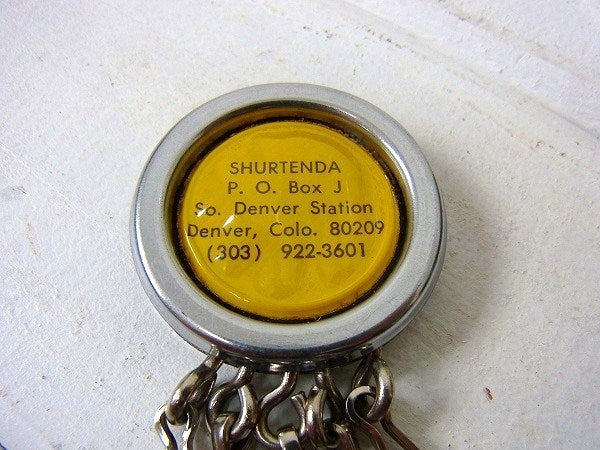 SHURTENDA
P. O. Box J
So. Denver Station
Denver, Colo. 80209
(303) 922-3601